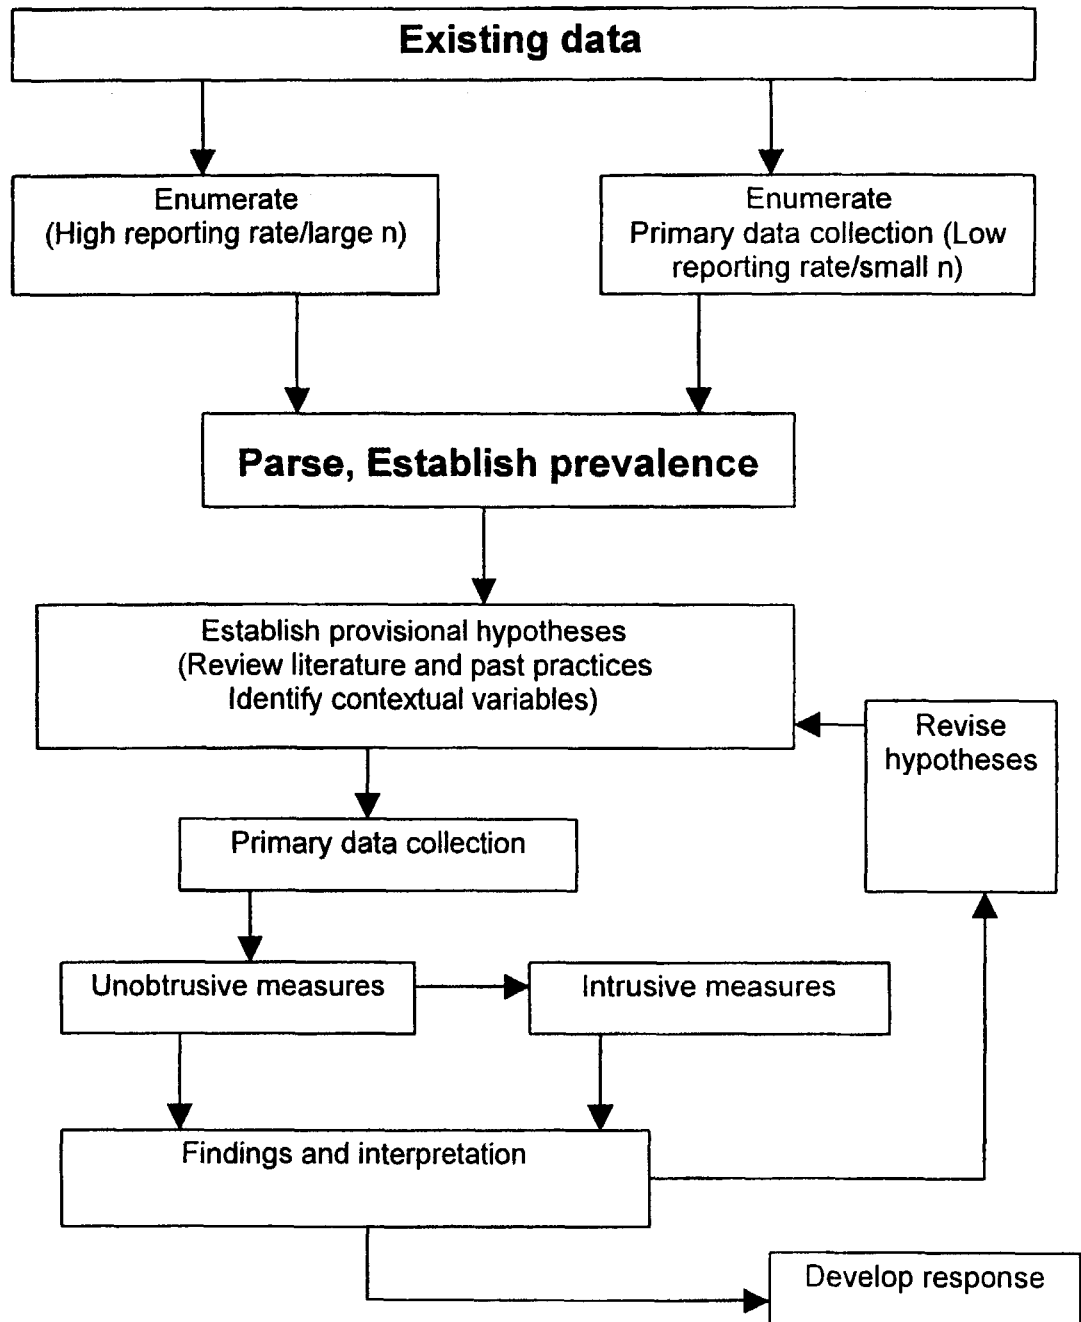 Existing data
Enumerate
(High reporting rate/large n)
Enumerate
Primary data collection (Low
reporting rate/small n)
Parse, Establish prevalence
Establish provisional hypotheses
(Review literature and past practices
Identify contextual variables)
Revise
hypotheses
Primary data collection
Unobtrusive measures
Intrusive measures
Findings and interpretation
Develop response